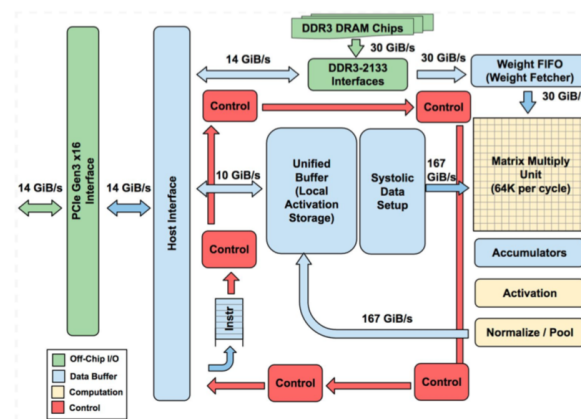 DDR3 DRAM Chips
14 GiB/s
30 GiB/s
30 GiB/s
DDR3-2133
Interfaces
Weight FIFO
(Weight Fetcher)
30 GiB/s
Control
Control
14 GiB/s
PCIe Gen3 x16
Interface
14 GiB/s
Host Interface
10 GiB/s
Unified
Buffer
(Local
Activation
Storage)
Systolic
Data
Setup
167
GiB/s
Matrix Multiply
Unit
(64K per cycle)
Control
Accumulators
Activation
Instr
167 GiB/s
Normalize / Pool
Off-Chip I/O
Data Buffer
Computation
Control
Control
Control